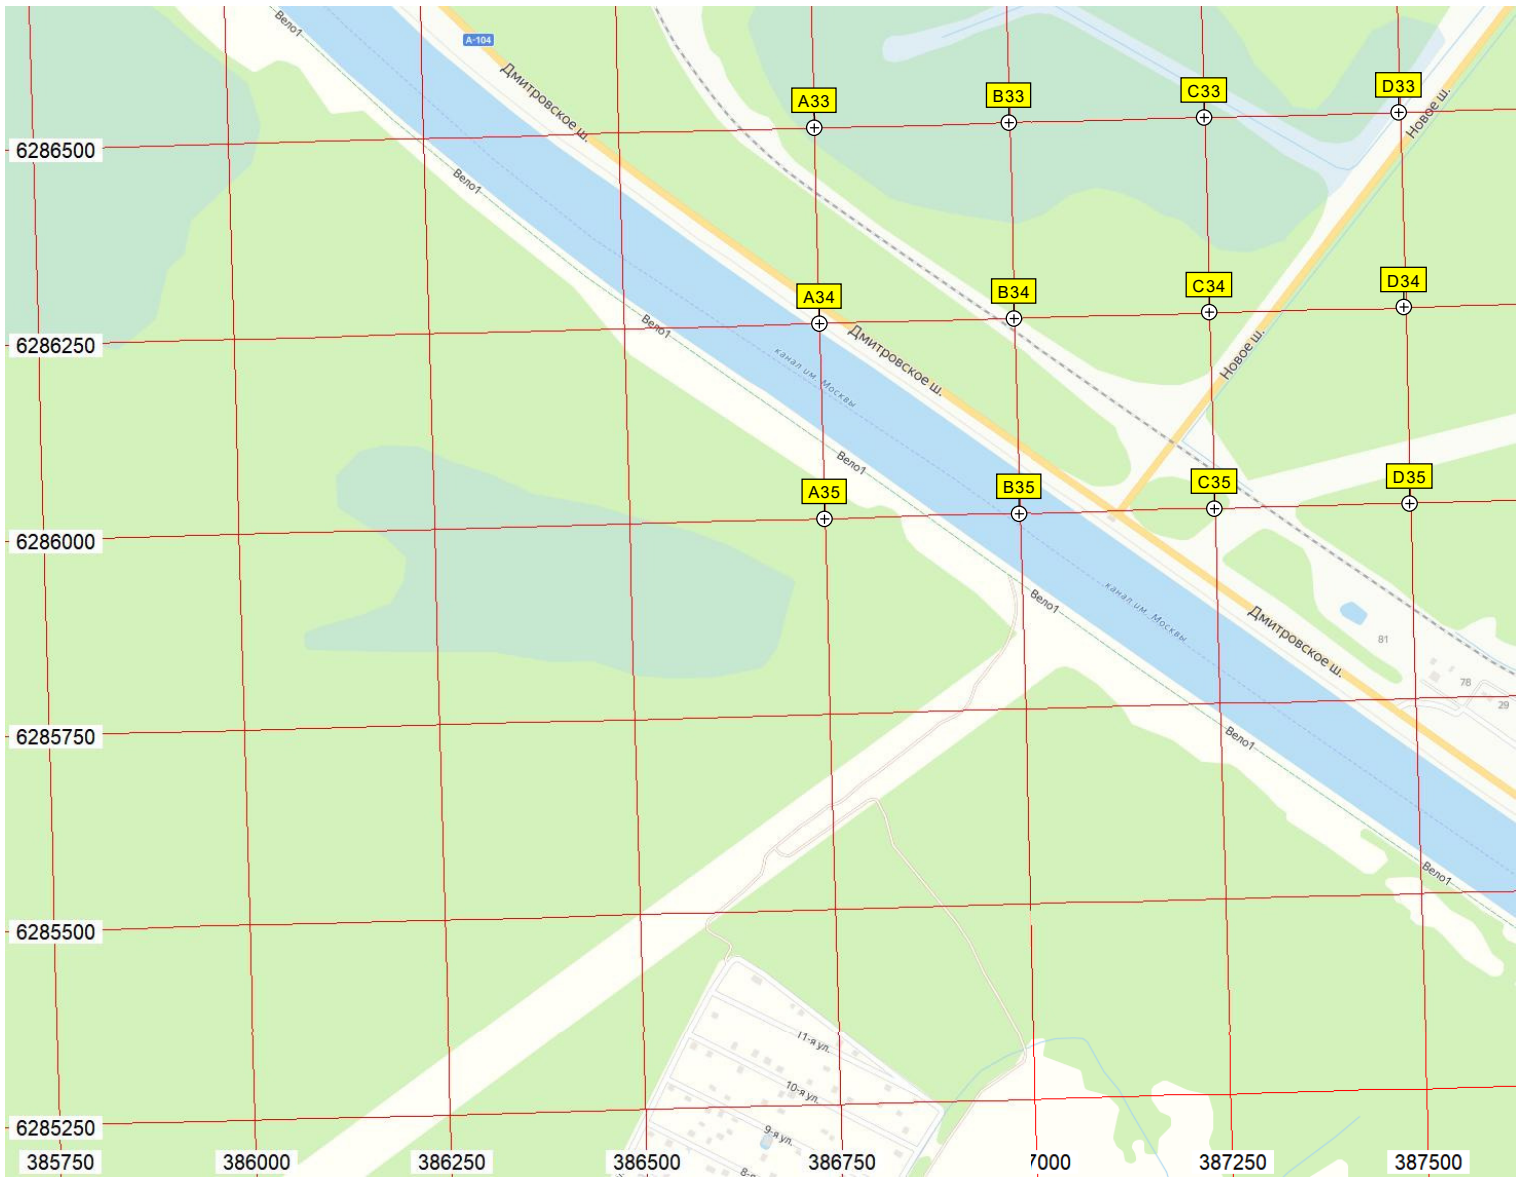 Вело1
А-104
Дмитровское ш.
A33
B33
C33
D33
Новое ш.
6286500
Вело1
A34
B34
C34
D34
6286250
Вело1
Дмитровское ш.
Новое ш.
канал им. Москвы
Вело1
A35
B35
C35
D35
6286000
Вело1
канал им. Москвы
Дмитровское ш.
81
78
29
6285750
Вело1
Вело1
6285500
11-я ул.
10-я ул.
9-я ул.
6285250
385750
386000
386250
386500
386750
7000
387250
387500